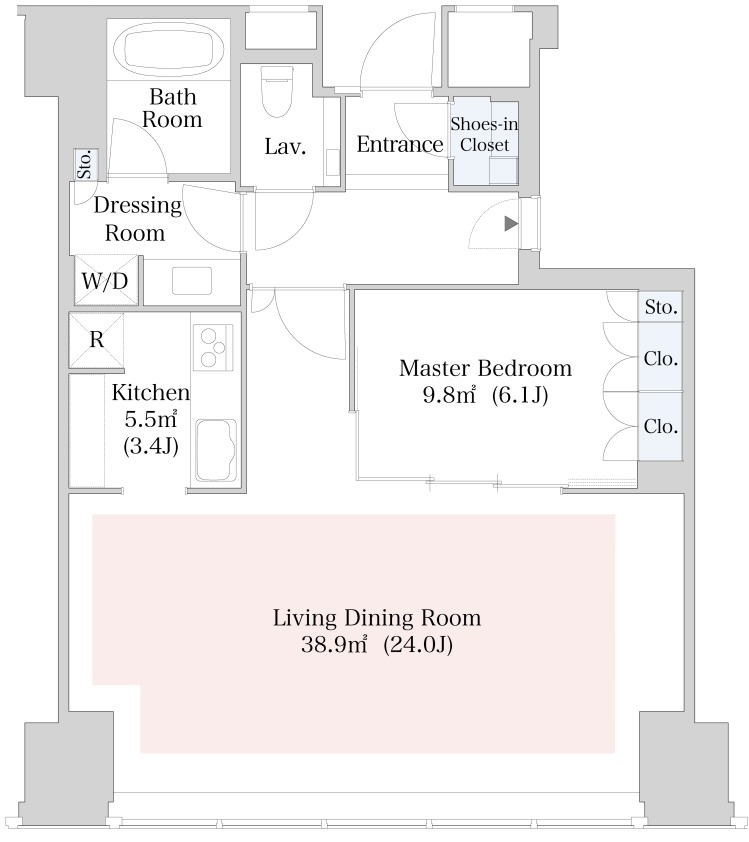 Bath
Room
Lav.
Entrance
Shoes-in
Closet
Sto.
Dressing
Room
W/D
R
Kitchen
5.5㎡
(3.4J)
Master Bedroom
9.8㎡ (6.1J)
Sto.
Clo.
Clo.
Living Dining Room
38.9㎡ (24.0J)